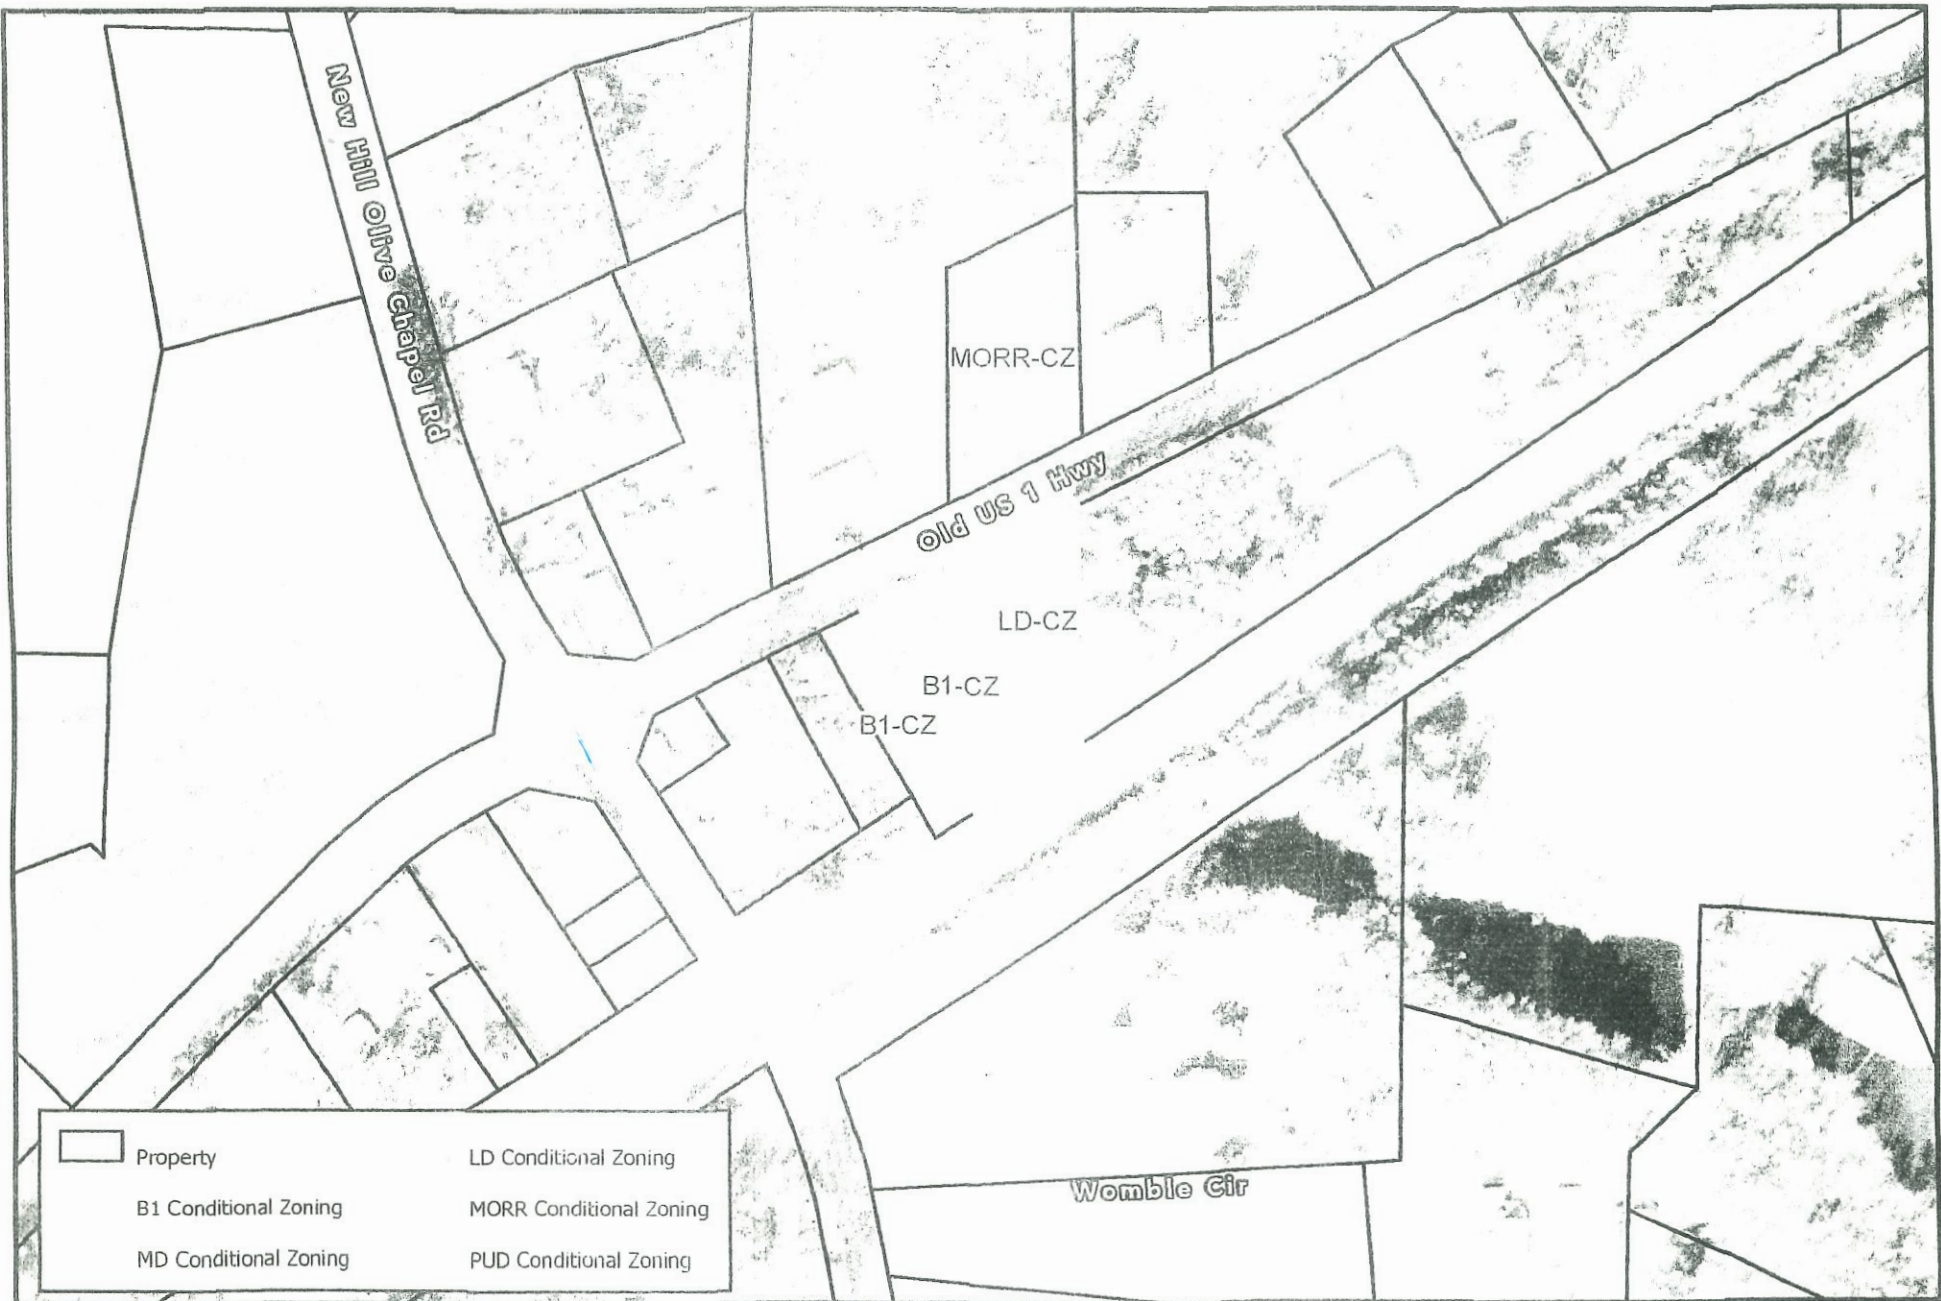 New Hill Olive Chapel Rd
MORR-CZ
Old US 1 Hwy
LD-CZ
B1-CZ
B1-CZ
Womble Cir
Property
LD Conditional Zoning
B1 Conditional Zoning
MORR Conditional Zoning
MD Conditional Zoning
PUD Conditional Zoning